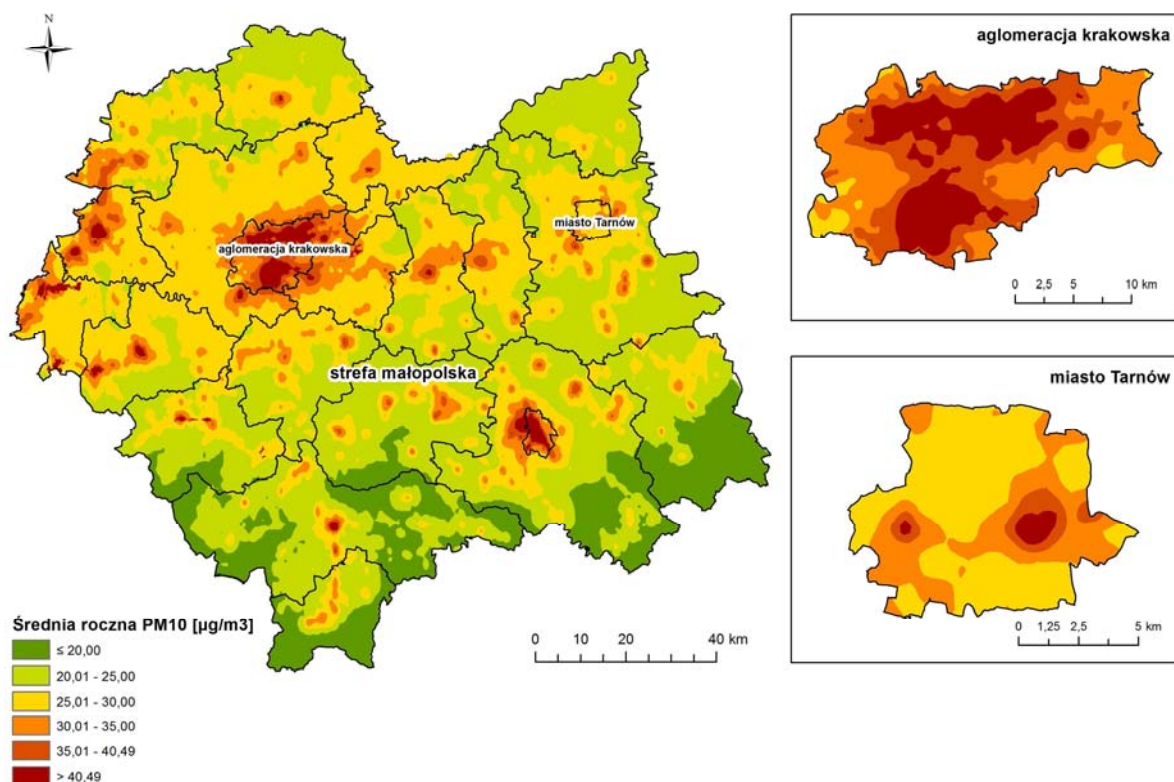 N
aglomeracja krakowska
miasto Tarnów
strefa małopolska
Średnia roczna PM10 [µg/m3]
≤ 20,00
20,01 - 25,00
25,01 - 30,00
30,01 - 35,00
35,01 - 40,49
> 40,49
0 10 20 40 km
aglomeracja krakowska
0 2,5 5 10 km
miasto Tarnów
0 1,25 2,5 5 km